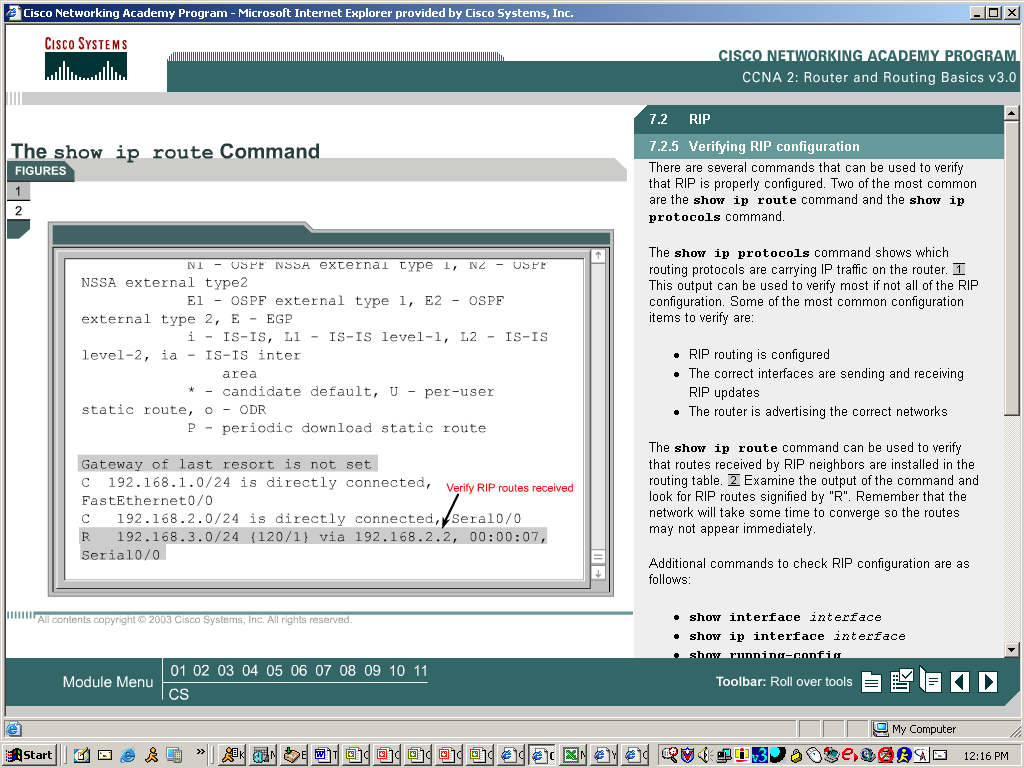 Cisco Networking Academy Program - Microsoft Internet Explorer provided by Cisco Systems, Inc.
CISCO SYSTEMS
CISCO NETWORKING ACADEMY PROGRAM
CCNA 2: Router and Routing Basics v3.0
The show ip route Command
FIGURES
1
2
N1 - OSPF NSSA external type 1, N2 - OSPF
NSSA external type2
E1 - OSPF external type 1, E2 - OSPF
external type 2, E - EGP
i - IS-IS, L1 - IS-IS level-1, L2 - IS-IS
level-2, ia - IS-IS inter
area
* - candidate default, U - per-user
static route, o - ODR
P - periodic download static route
Gateway of last resort is not set
C 192.168.1.0/24 is directly connected,
FastEthernet0/0
C 192.168.2.0/24 is directly connected, Seral0/0
R 192.168.3.0/24 {120/1} via 192.168.2.2, 00:00:07,
Serial0/0
Verify RIP routes received
All contents copyright © 2003 Cisco Systems, Inc. All rights reserved.
7.2 RIP
7.2.5 Verifying RIP configuration
There are several commands that can be used to verify
that RIP is properly configured. Two of the most common
are the show ip route command and the show ip
protocols command.
The show ip protocols command shows which
routing protocols are carrying IP traffic on the router. 1
This output can be used to verify most if not all of the RIP
configuration. Some of the most common configuration
items to verify are:
• RIP routing is configured
• The correct interfaces are sending and receiving
RIP updates
• The router is advertising the correct networks
The show ip route command can be used to verify
that routes received by RIP neighbors are installed in the
routing table. 2 Examine the output of the command and
look for RIP routes signified by "R". Remember that the
network will take some time to converge so the routes
may not appear immediately.
Additional commands to check RIP configuration are as
follows:
• show interface interface
• show ip interface interface
• show running-config
Module Menu
01 02 03 04 05 06 07 08 09 10 11
CS
Toolbar: Roll over tools
My Computer
Start
12:16 PM